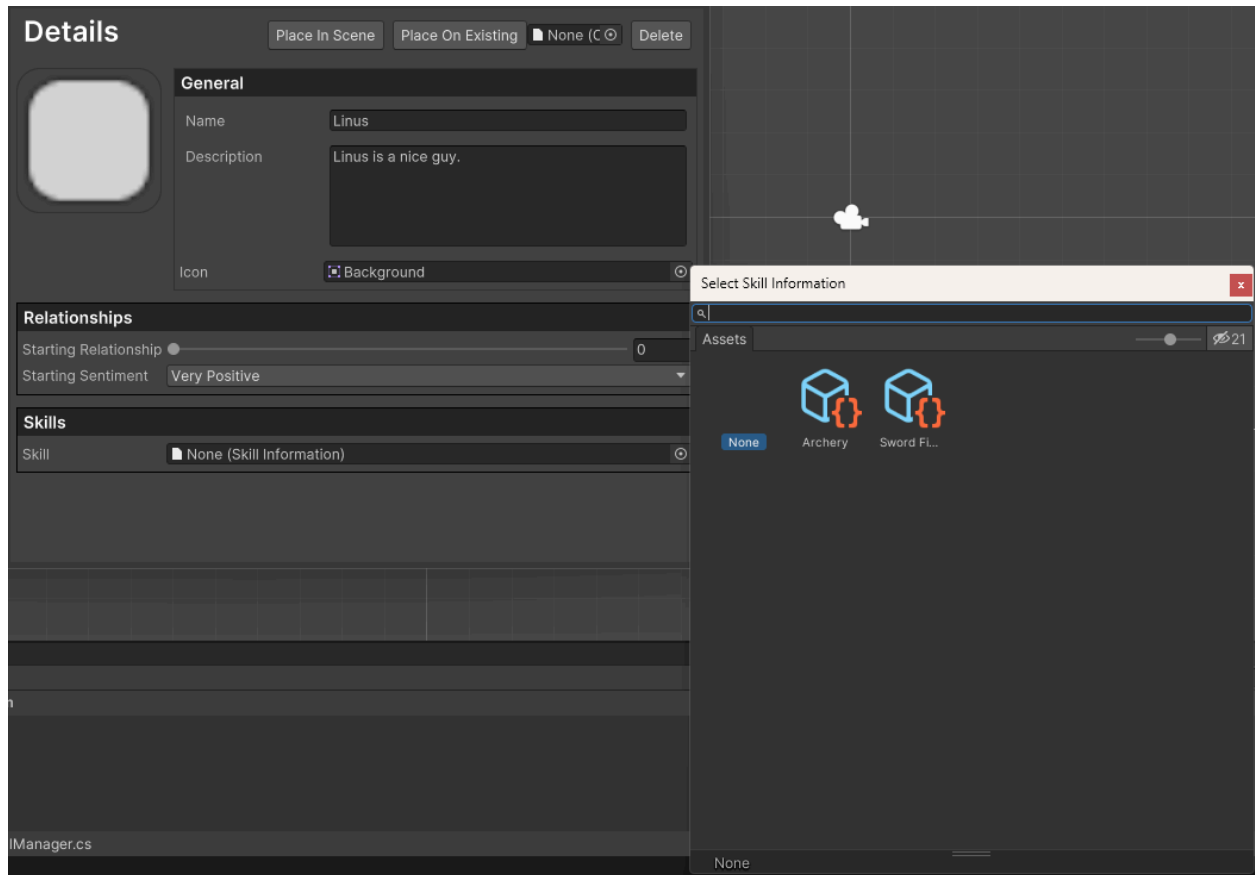 Details
Place In Scene
Place On Existing
None (C
Delete
General
Name
Linus
Description
Linus is a nice guy.
Icon
Background
Relationships
Starting Relationship
0
Starting Sentiment
Very Positive
Skills
Skill
None (Skill Information)
Select Skill Information
x
Assets
21
None
Archery
Sword Fi...
lManager.cs
None